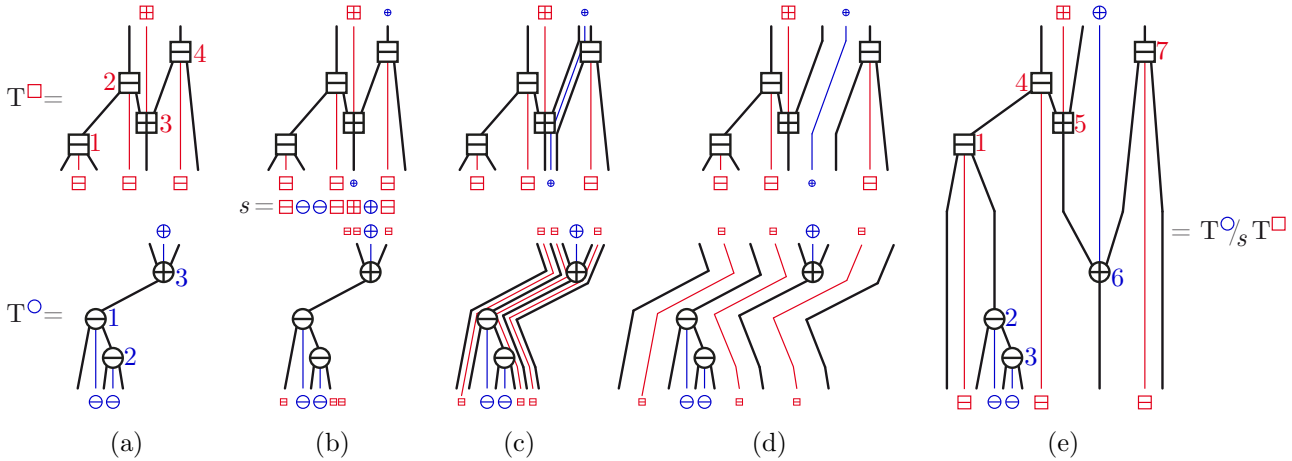 T□ =
1
2
3
4
s = ⊟⊖⊖⊟⊞⊕⊟
T○ =
1
2
3
1
2
3
4
5
6
7
= T○/s T□
(a)
(b)
(c)
(d)
(e)